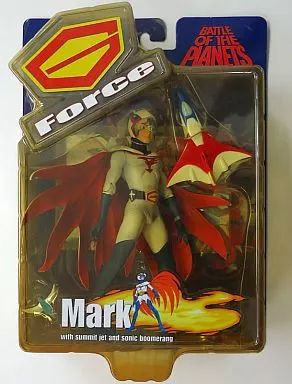 G
Force
BATTLE
OF THE
PLANETS
Mark
with summit jet and sonic boomerang